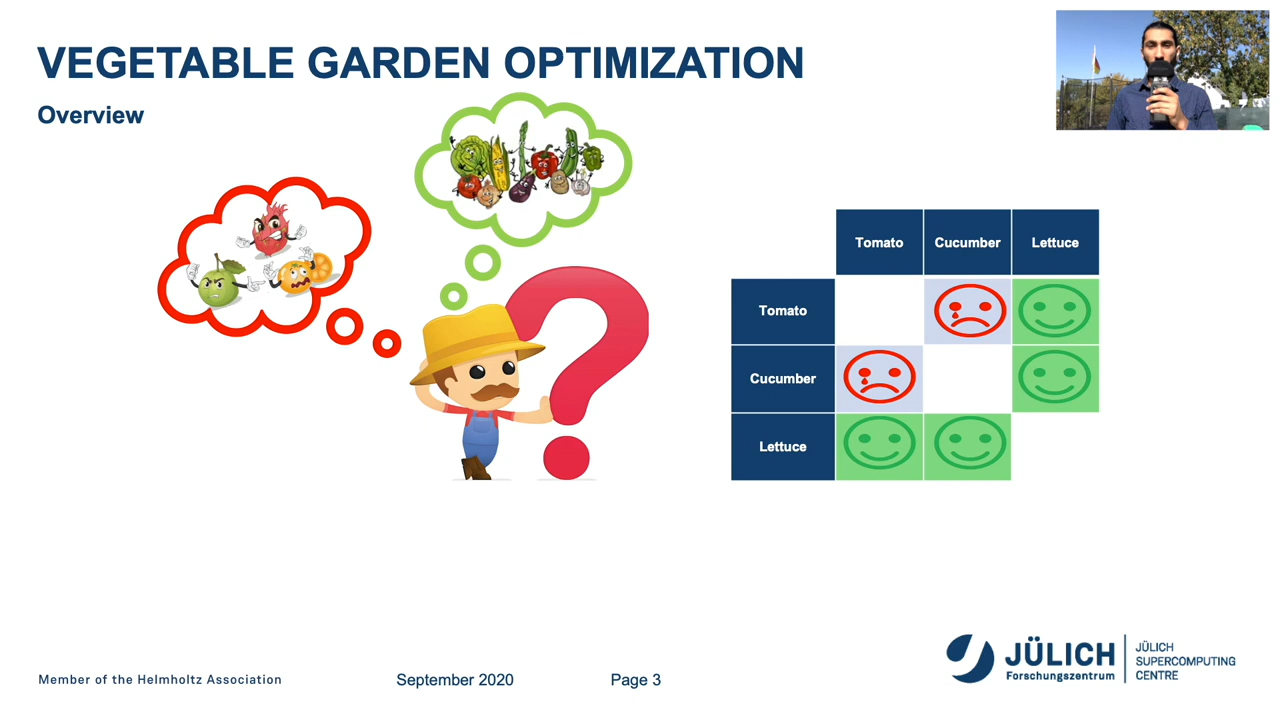 VEGETABLE GARDEN OPTIMIZATION
Overview
Tomato
Cucumber
Lettuce
Tomato
Cucumber
Lettuce
Member of the Helmholtz Association
September 2020
Page 3
JÜLICH
Forschungszentrum
JÜLICH
SUPERCOMPUTING
CENTRE